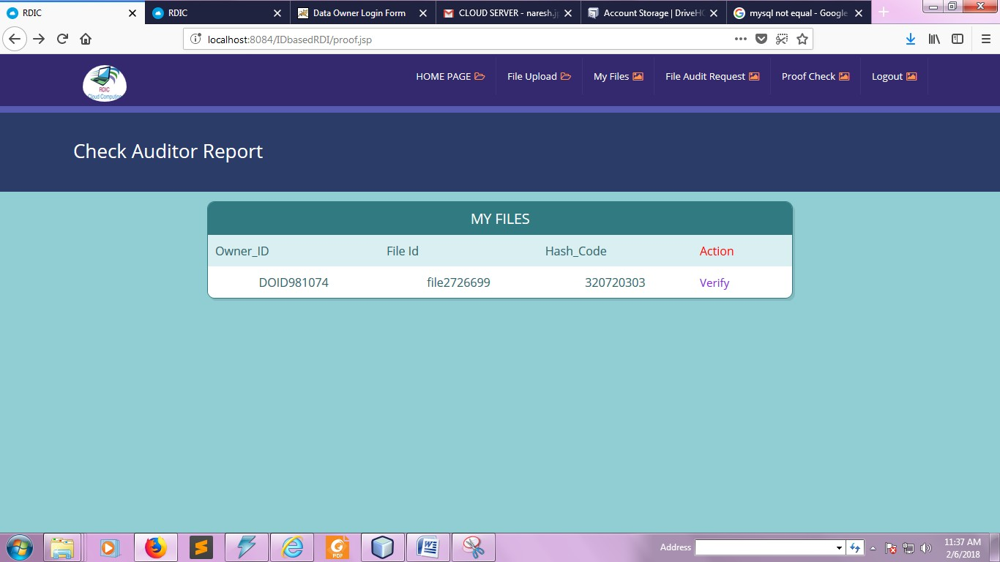 RDIC
RDIC
Data Owner Login Form
CLOUD SERVER - naresh.j
Account Storage | DriveH
mysql not equal - Google
localhost:8084/IDbasedRDI/proof.jsp
RDIC
Cloud Computing
HOME PAGE
File Upload
My Files
File Audit Request
Proof Check
Logout
Check Auditor Report
MY FILES
Owner_ID File Id Hash_Code Action
DOID981074 file2726699 320720303 Verify
PDF
Address
11:37 AM
2/6/2018